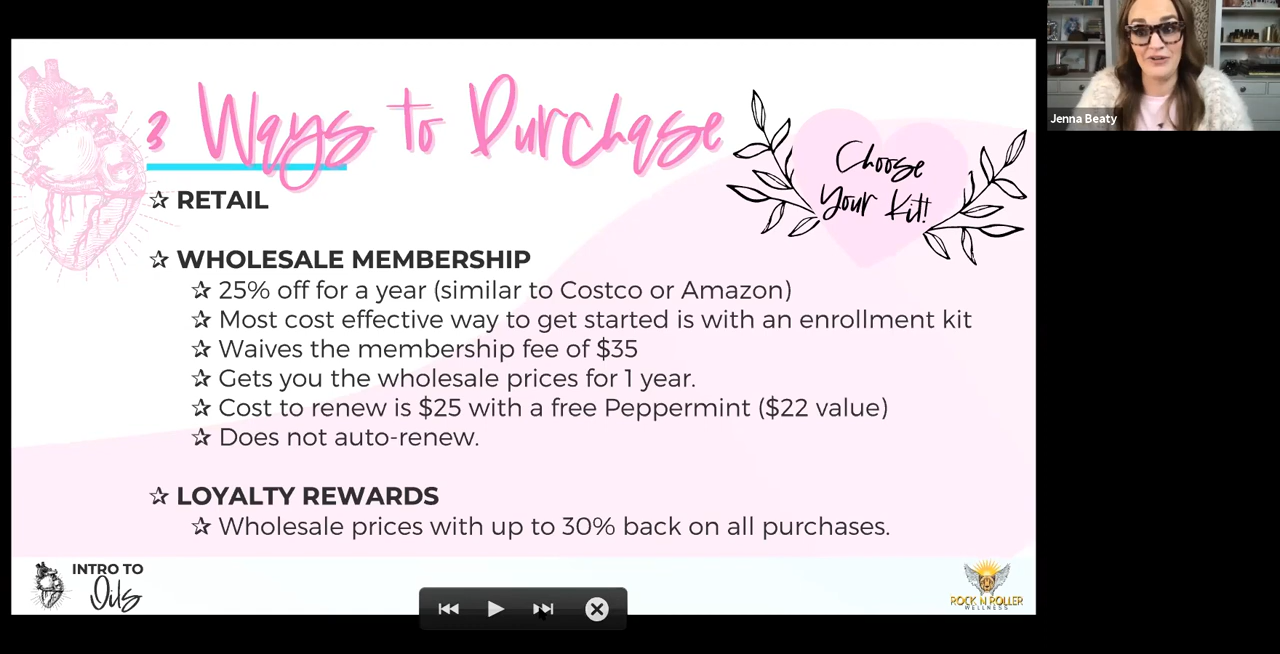 3 Ways to Purchase
Choose
Your Kit!
Jenna Beaty
☆ RETAIL
☆ WHOLESALE MEMBERSHIP
☆ 25% off for a year (similar to Costco or Amazon)
☆ Most cost effective way to get started is with an enrollment kit
☆ Waives the membership fee of $35
☆ Gets you the wholesale prices for 1 year.
☆ Cost to renew is $25 with a free Peppermint ($22 value)
☆ Does not auto-renew.
☆ LOYALTY REWARDS
☆ Wholesale prices with up to 30% back on all purchases.
INTRO TO
Oils
ROCK N ROLLER
WELLNESS